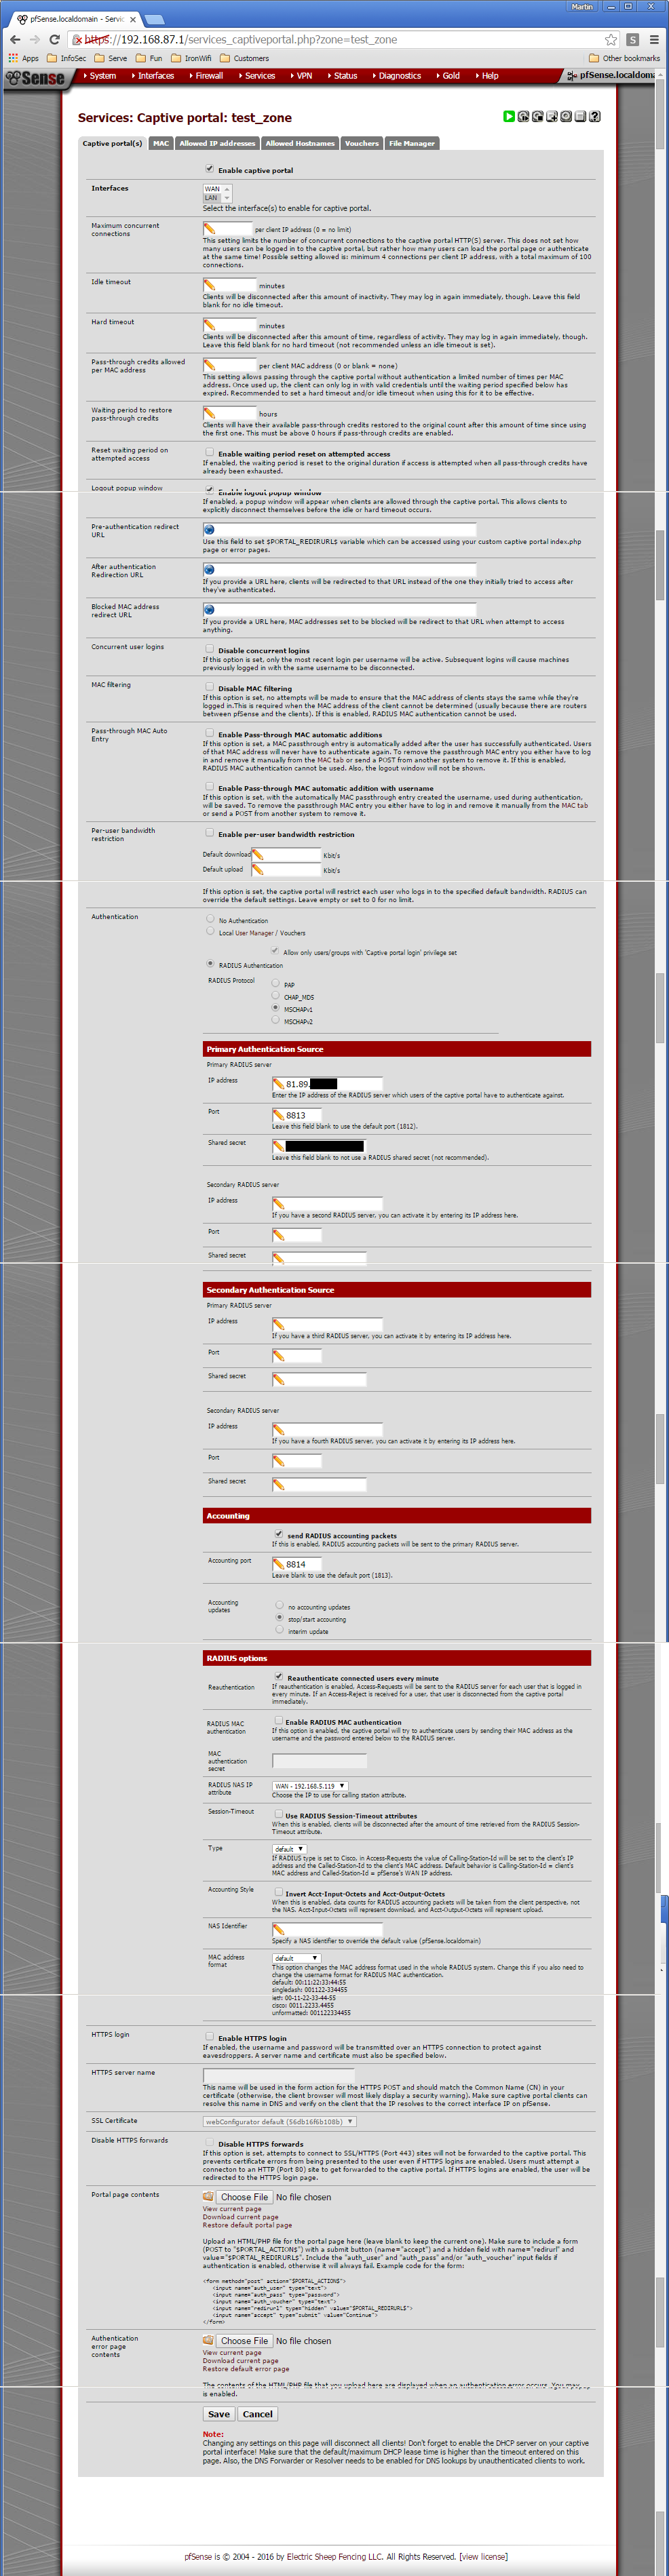 Martin
pfSense.localdomain - Servic
https://192.168.87.1/services_captiveportal.php?zone=test_zone
Apps InfoSec Serve Fun IronWifi Customers Other bookmarks
Sense System Interfaces Firewall Services VPN Status Diagnostics Gold Help pfSense.localdoma
Services: Captive portal: test_zone
Captive portal(s) MAC Allowed IP addresses Allowed Hostnames Vouchers File Manager
Enable captive portal
Interfaces
WAN
LAN
Select the interface(s) to enable for captive portal.
Maximum concurrent connections
per client IP address (0 = no limit)
This setting limits the number of concurrent connections to the captive portal HTTP(S) server. This does not set how
many users can be logged in to the captive portal, but rather how many users can load the portal page or authenticate
at the same time! Possible setting allowed is: minimum 4 connections per client IP address, with a total maximum of 100
connections.
Idle timeout
minutes
Clients will be disconnected after this amount of inactivity. They may log in again immediately, though. Leave this field
blank for no idle timeout.
Hard timeout
minutes
Clients will be disconnected after this amount of time, regardless of activity. They may log in again immediately, though.
Leave this field blank for no hard timeout (not recommended unless an idle timeout is set).
Pass-through credits allowed per MAC address
per client MAC address (0 or blank = none)
This setting allows passing through the captive portal without authentication a limited number of times per MAC
address. Once used up, the client can only log in with valid credentials until the waiting period specified below has
expired. Recommended to set a hard timeout and/or idle timeout when using this for it to be effective.
Waiting period to restore pass-through credits
hours
Clients will have their available pass-through credits restored to the original count after this amount of time since using
the first one. This must be above 0 hours if pass-through credits are enabled.
Reset waiting period on attempted access
Enable waiting period reset on attempted access
If enabled, the waiting period is reset to the original duration if access is attempted when all pass-through credits have
already been exhausted.
Logout popup window
Enable logout popup window
If enabled, a popup window will appear when clients are allowed through the captive portal. This allows clients to
explicitly disconnect themselves before the idle or hard timeout occurs.
Pre-authentication redirect URL
Use this field to set $PORTAL_REDIRURL$ variable which can be accessed using your custom captive portal index.php
page or error pages.
After authentication Redirection URL
If you provide a URL here, clients will be redirected to that URL instead of the one they initially tried to access after
they've authenticated.
Blocked MAC address redirect URL
If you provide a URL here, MAC addresses set to be blocked will be redirect to that URL when attempt to access
anything.
Concurrent user logins
Disable concurrent logins
If this option is set, only the most recent login per username will be active. Subsequent logins will cause machines
previously logged in with the same username to be disconnected.
MAC filtering
Disable MAC filtering
If this option is set, no attempts will be made to ensure that the MAC address of clients stays the same while they're
logged in.This is required when the MAC address of the client cannot be determined (usually because there are routers
between pfSense and the clients). If this is enabled, RADIUS MAC authentication cannot be used.
Pass-through MAC Auto Entry
Enable Pass-through MAC automatic additions
If this option is set, a MAC passthrough entry is automatically added after the user has successfully authenticated. Users
of that MAC address will never have to authenticate again. To remove the passthrough MAC entry you either have to log
in and remove it manually from the MAC tab or send a POST from another system to remove it. If this is enabled,
RADIUS MAC authentication cannot be used. Also, the logout window will not be shown.
Enable Pass-through MAC automatic addition with username
If this option is set, with the automatically MAC passthrough entry created the username, used during authentication,
will be saved. To remove the passthrough MAC entry you either have to log in and remove it manually from the MAC tab
or send a POST from another system to remove it.
Per-user bandwidth restriction
Enable per-user bandwidth restriction
Default download Kbit/s
Default upload Kbit/s
If this option is set, the captive portal will restrict each user who logs in to the specified default bandwidth. RADIUS can
override the default settings. Leave empty or set to 0 for no limit.
Authentication
No Authentication
Local User Manager / Vouchers
Allow only users/groups with 'Captive portal login' privilege set
RADIUS Authentication
RADIUS Protocol
PAP
CHAP_MD5
MSCHAPv1
MSCHAPv2
Primary Authentication Source
Primary RADIUS server
IP address 81.89.
Enter the IP address of the RADIUS server which users of the captive portal have to authenticate against.
Port 8813
Leave this field blank to use the default port (1812).
Shared secret
Leave this field blank to not use a RADIUS shared secret (not recommended).
Secondary RADIUS server
IP address
If you have a second RADIUS server, you can activate it by entering its IP address here.
Port
Shared secret
Secondary Authentication Source
Primary RADIUS server
IP address
If you have a third RADIUS server, you can activate it by entering its IP address here.
Port
Shared secret
Secondary RADIUS server
IP address
If you have a fourth RADIUS server, you can activate it by entering its IP address here.
Port
Shared secret
Accounting
send RADIUS accounting packets
If this is enabled, RADIUS accounting packets will be sent to the primary RADIUS server.
Accounting port 8814
Leave blank to use the default port (1813).
Accounting updates
no accounting updates
stop/start accounting
interim update
RADIUS options
Reauthentication
Reauthenticate connected users every minute
If reauthentication is enabled, Access-Requests will be sent to the RADIUS server for each user that is logged in
every minute. If an Access-Reject is received for a user, that user is disconnected from the captive portal
immediately.
RADIUS MAC authentication
Enable RADIUS MAC authentication
If this option is enabled, the captive portal will try to authenticate users by sending their MAC address as the
username and the password entered below to the RADIUS server.
MAC authentication secret
RADIUS NAS IP attribute
WAN - 192.168.5.119
Choose the IP to use for calling station attribute.
Session-Timeout
Use RADIUS Session-Timeout attributes
When this is enabled, clients will be disconnected after the amount of time retrieved from the RADIUS Session-
Timeout attribute.
Type
default
If RADIUS type is set to Cisco, in Access-Requests the value of Calling-Station-Id will be set to the client's IP
address and the Called-Station-Id to the client's MAC address. Default behavior is Calling-Station-Id = client's
MAC address and Called-Station-Id = pfSense's WAN IP address.
Accounting Style
Invert Acct-Input-Octets and Acct-Output-Octets
When this is enabled, data counts for RADIUS accounting packets will be taken from the client perspective, not
the NAS. Acct-Input-Octets will represent download, and Acct-Output-Octets will represent upload.
NAS Identifier
Specify a NAS identifier to override the default value (pfSense.localdomain)
MAC address format
default
This option changes the MAC address format used in the whole RADIUS system. Change this if you also need to
change the username format for RADIUS MAC authentication.
default: 00:11:22:33:44:55
singledash: 001122-334455
ietf: 00-11-22-33-44-55
cisco: 0011.2233.4455
unformatted: 001122334455
HTTPS login
Enable HTTPS login
If enabled, the username and password will be transmitted over an HTTPS connection to protect against
eavesdroppers. A server name and certificate must also be specified below.
HTTPS server name
This name will be used in the form action for the HTTPS POST and should match the Common Name (CN) in your
certificate (otherwise, the client browser will most likely display a security warning). Make sure captive portal clients can
resolve this name in DNS and verify on the client that the IP resolves to the correct interface IP on pfSense.
SSL Certificate
webConfigurator default (56db16f6b108b)
Disable HTTPS forwards
Disable HTTPS forwards
If this option is set, attempts to connect to SSL/HTTPS (Port 443) sites will not be forwarded to the captive portal. This
prevents certificate errors from being presented to the user even if HTTPS logins are enabled. Users must attempt a
connecton to an HTTP (Port 80) site to get forwarded to the captive portal. If HTTPS logins are enabled, the user will be
redirected to the HTTPS login page.
Portal page contents
Choose File No file chosen
View current page
Download current page
Restore default portal page
Upload an HTML/PHP file for the portal page here (leave blank to keep the current one). Make sure to include a form
(POST to "$PORTAL_ACTION$") with a submit button (name="accept") and a hidden field with name="redirurl" and
value="$PORTAL_REDIRURL$". Include the "auth_user" and "auth_pass" and/or "auth_voucher" input fields if
authentication is enabled, otherwise it will always fail. Example code for the form:
<form method="post" action="$PORTAL_ACTION$">
<input name="auth_user" type="text">
<input name="auth_pass" type="password">
<input name="auth_voucher" type="text">
<input name="redirurl" type="hidden" value="$PORTAL_REDIRURL$">
<input name="accept" type="submit" value="Continue">
</form>
Authentication error page contents
Choose File No file chosen
View current page
Download current page
Restore default error page
The contents of the HTML/PHP file that you upload here are displayed when an authentication error occurs.
is enabled.
Save Cancel
Note:
Changing any settings on this page will disconnect all clients! Don't forget to enable the DHCP server on your captive
portal interface! Make sure that the default/maximum DHCP lease time is higher than the timeout entered on this
page. Also, the DNS Forwarder or Resolver needs to be enabled for DNS lookups by unauthenticated clients to work.
pfSense is © 2004 - 2016 by Electric Sheep Fencing LLC. All Rights Reserved. [view license]